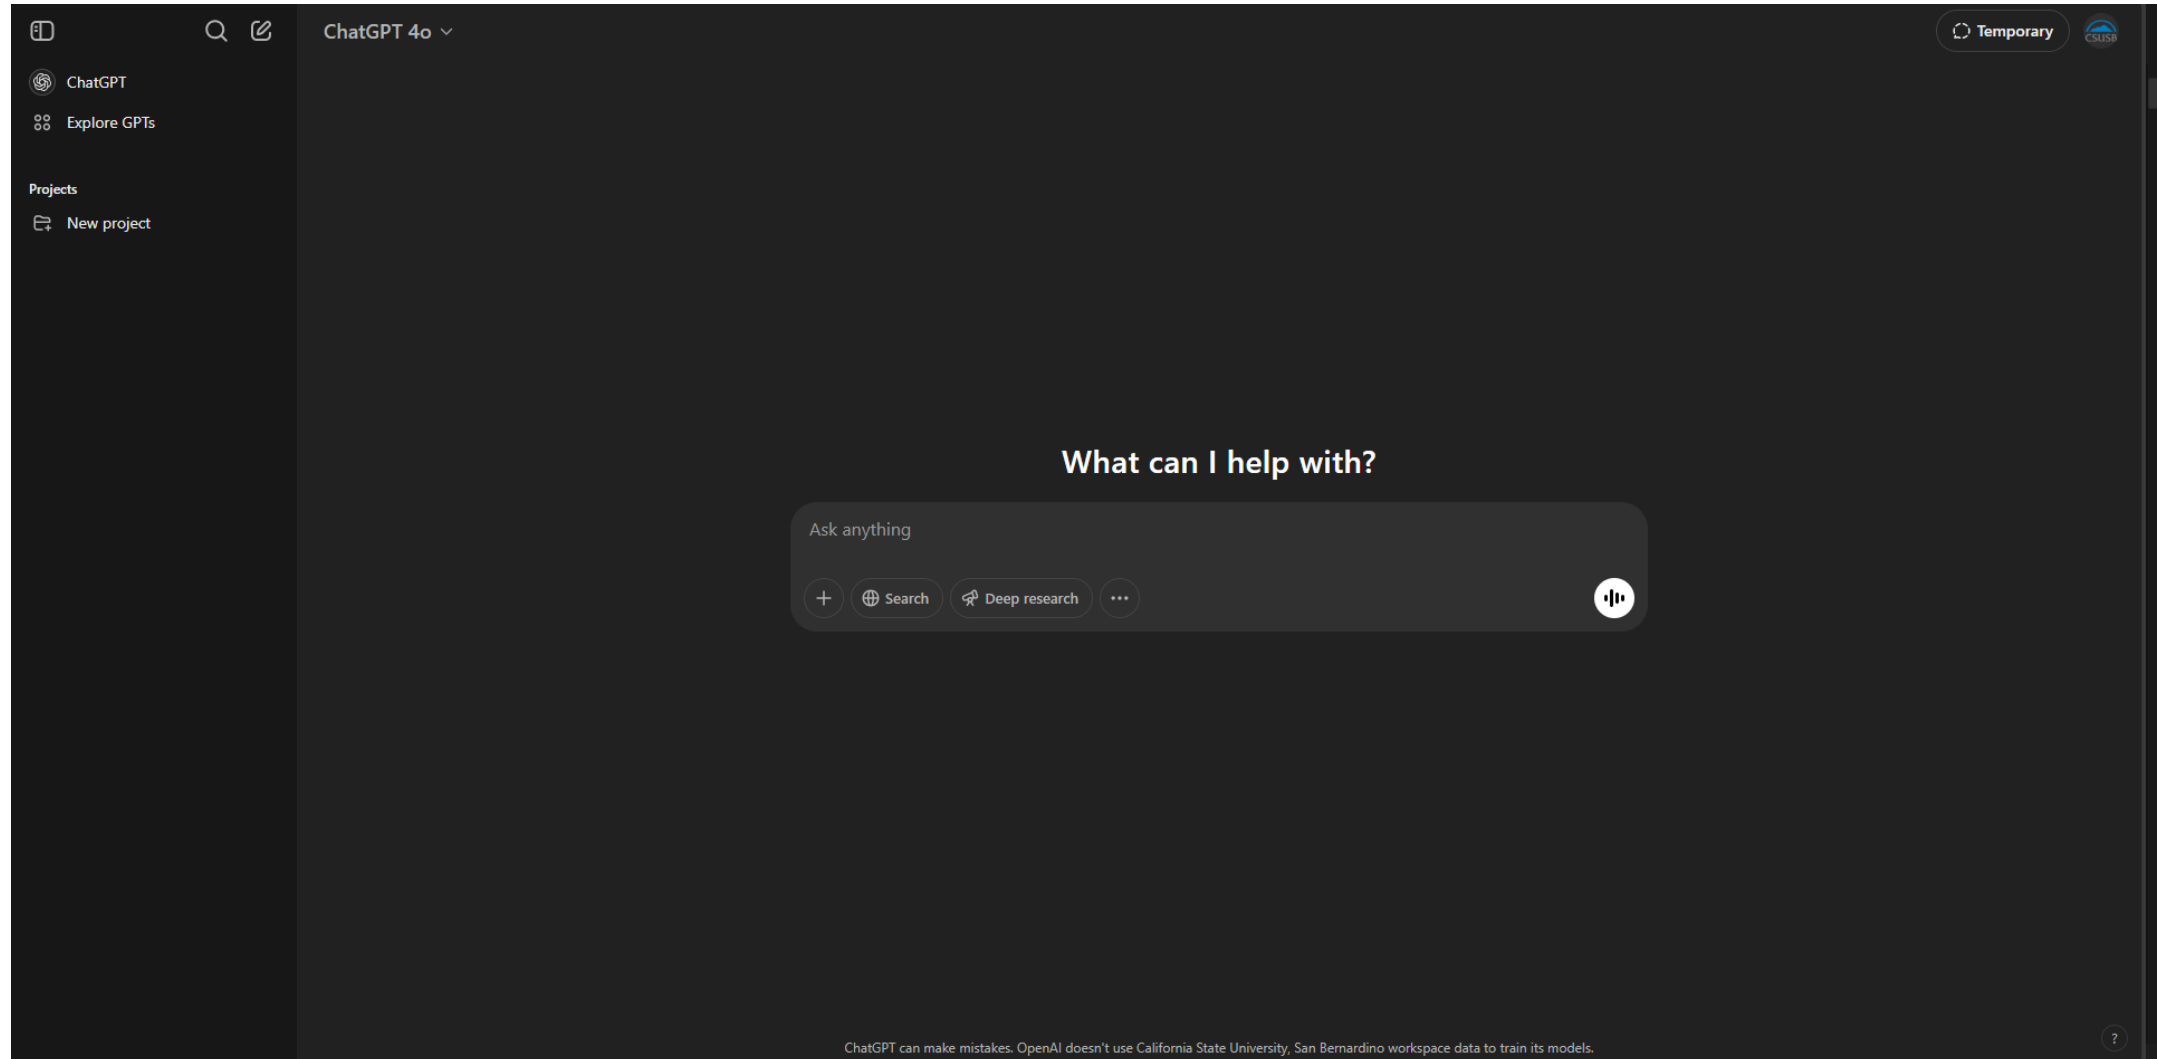 ChatGPT 4o
Temporary
CSUSB
ChatGPT
Explore GPTs
Projects
New project
What can I help with?
Ask anything
Search
Deep research
ChatGPT can make mistakes. OpenAI doesn't use California State University, San Bernardino workspace data to train its models.
?